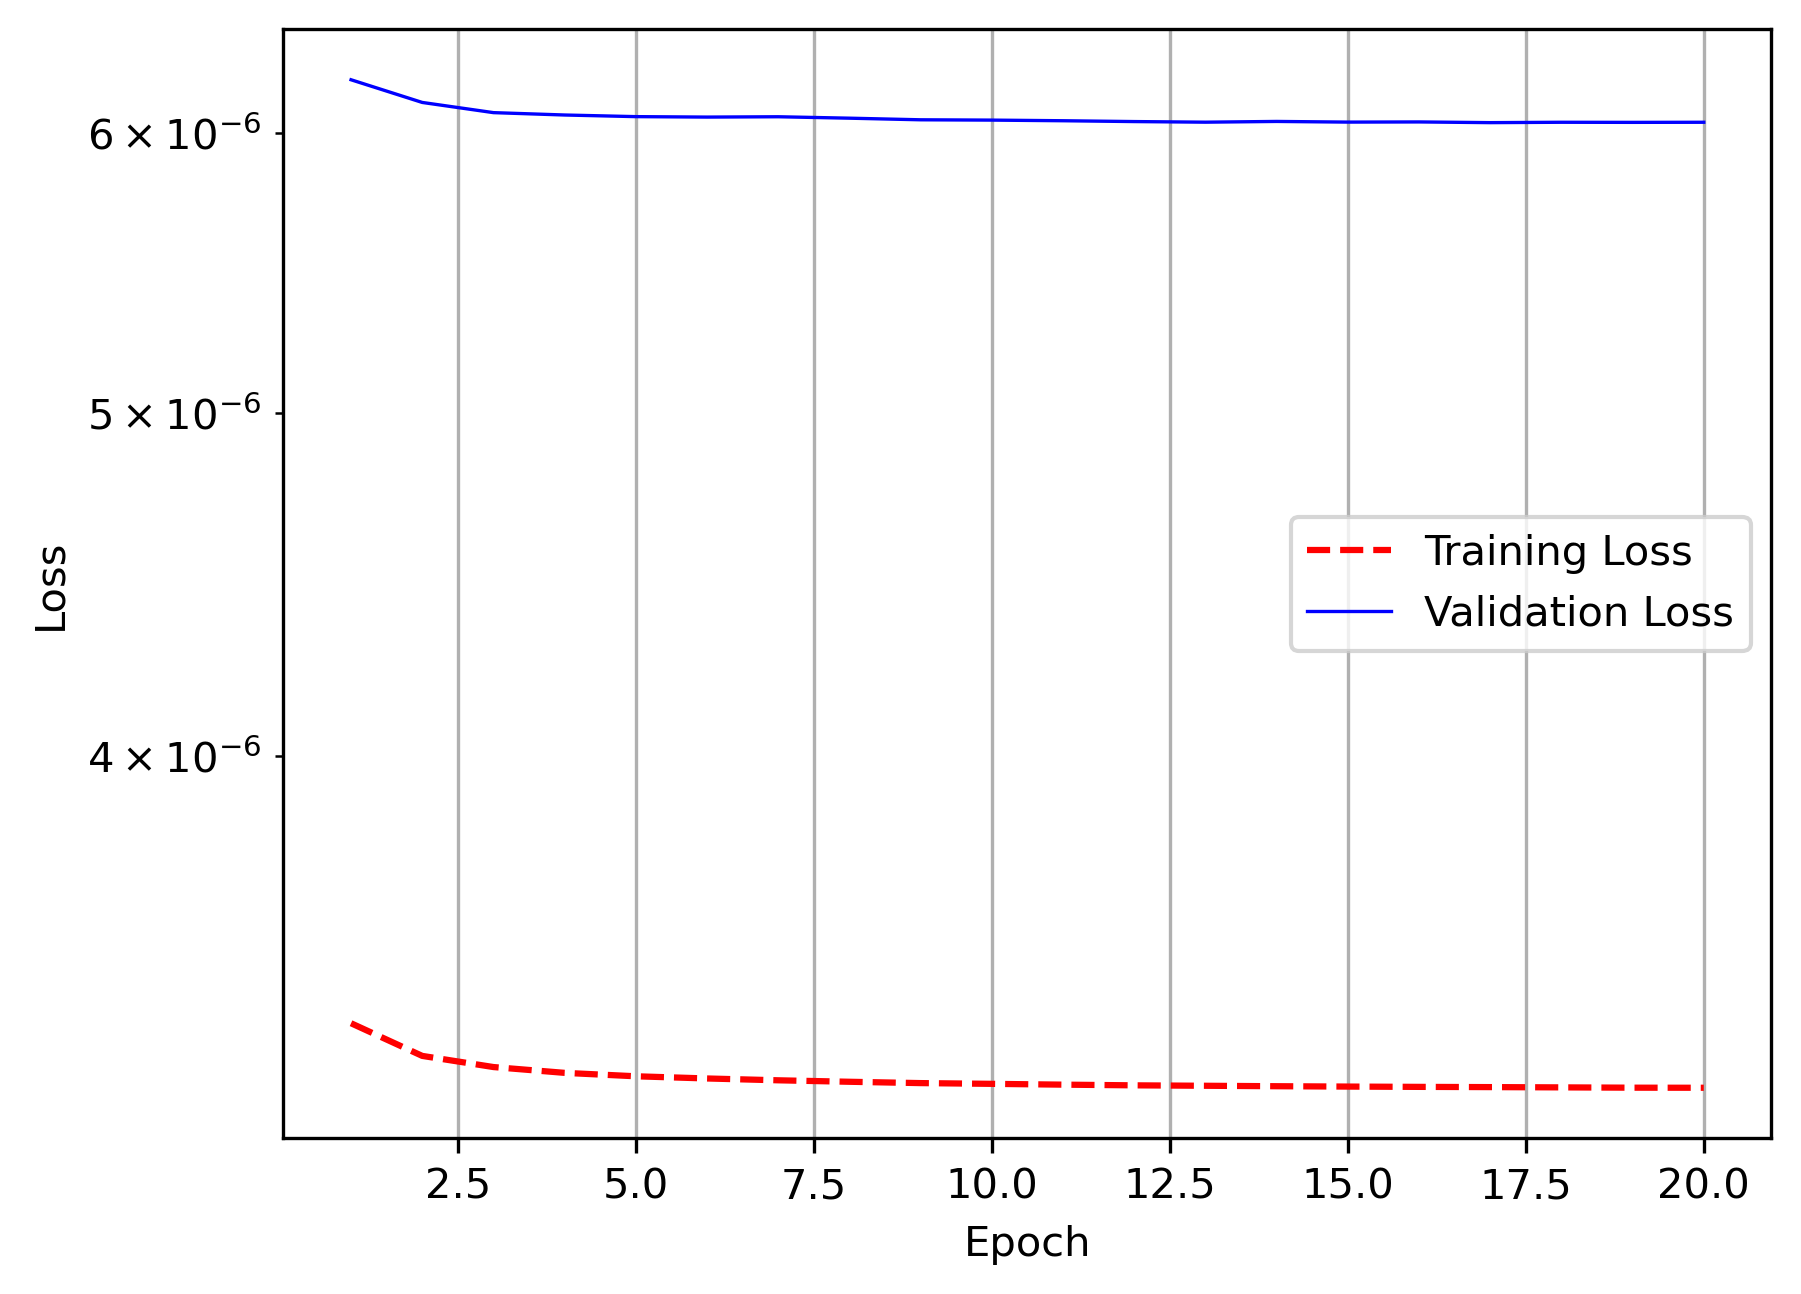 6 × 10⁻⁶
5 × 10⁻⁶
4 × 10⁻⁶
Loss
Training Loss
Validation Loss
2.5 5.0 7.5 10.0 12.5 15.0 17.5 20.0
Epoch